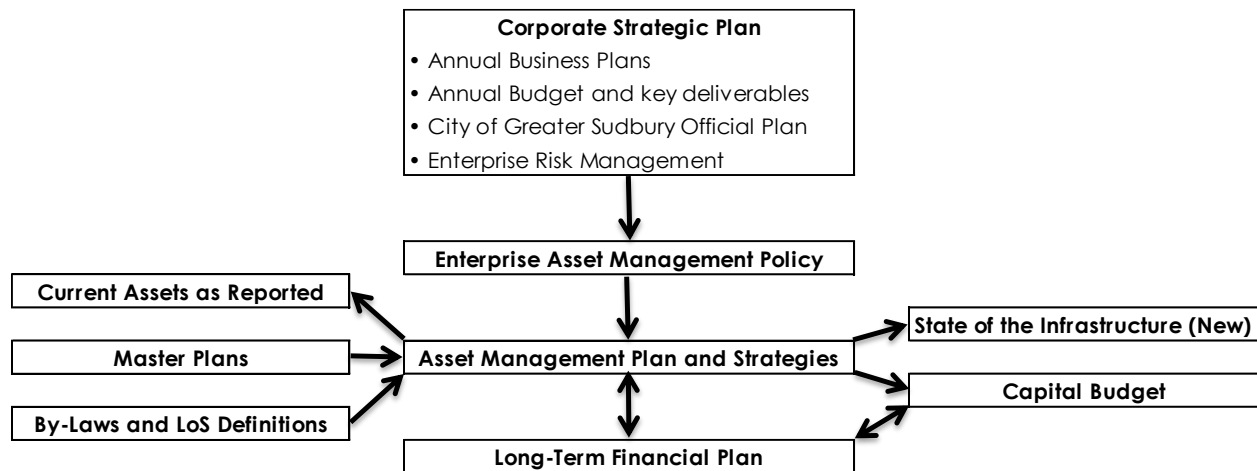 Corporate Strategic Plan
• Annual Business Plans
• Annual Budget and key deliverables
• City of Greater Sudbury Official Plan
• Enterprise Risk Management
Enterprise Asset Management Policy
Current Assets as Reported
State of the Infrastructure (New)
Master Plans
Asset Management Plan and Strategies
Capital Budget
By-Laws and LoS Definitions
Long-Term Financial Plan